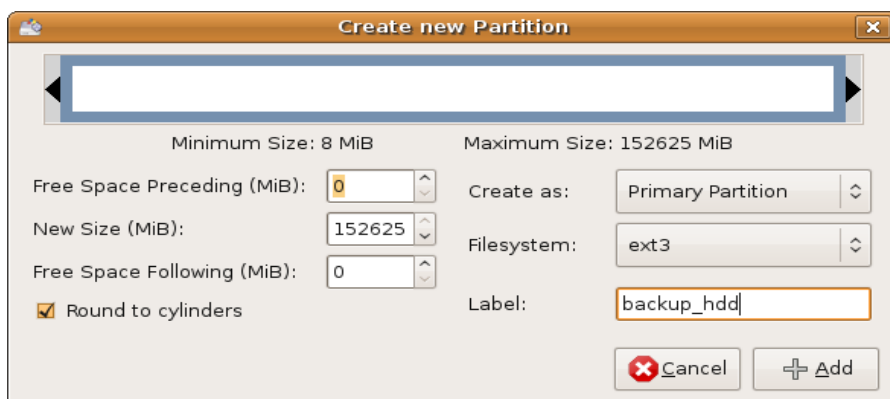 Create new Partition
Minimum Size: 8 MiB
Maximum Size: 152625 MiB
Free Space Preceding (MiB): 0
Create as: Primary Partition
New Size (MiB): 152625
Filesystem: ext3
Free Space Following (MiB): 0
Round to cylinders
Label: backup_hdd
Cancel
Add